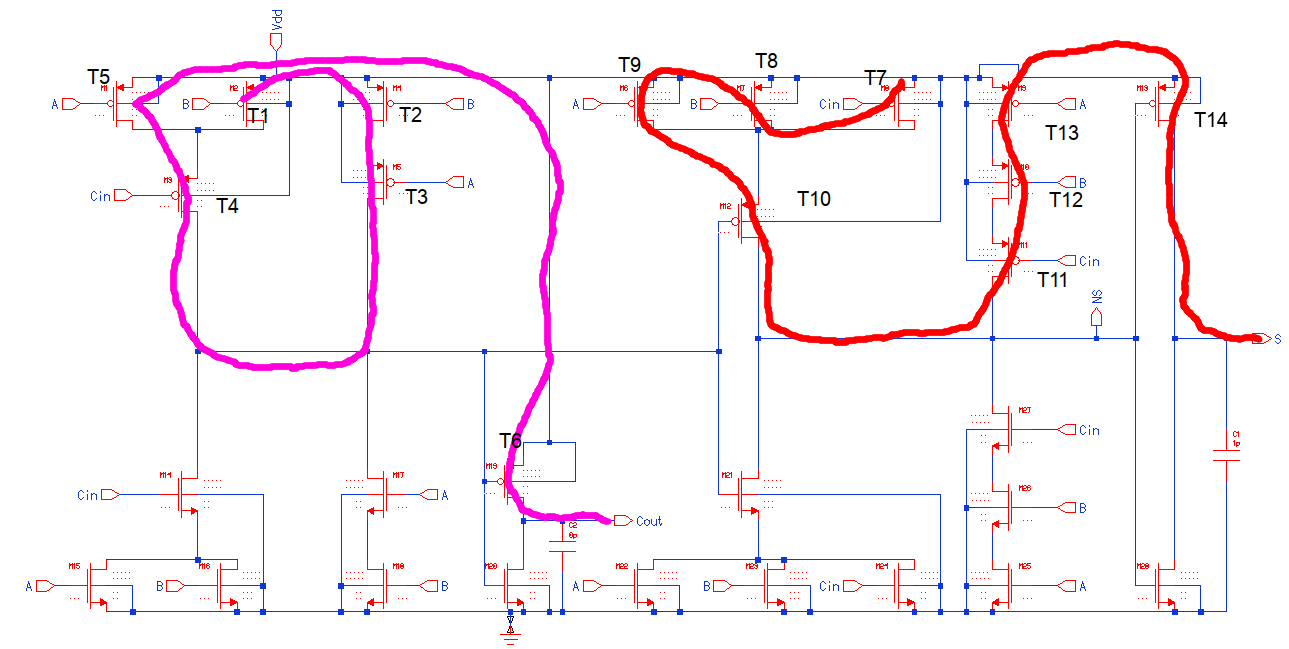 Vdd
T5 M1 M2 M4 T9 M6 T8 M7 T7 M9 M13
A B T1 T2 B A B Cin A T14
T13
M3 M5 M10
Cin T4 T3 A T10 T12 B
M12
M11 Cin
T11
NS
S
M27
T6 Cin C1
1p
M14 M17 M19 M21 M26
Cin A B
Cout
C2
0p
M15 M16 M18 M20 M22 M23 M24 M25 M28
A B B A B Cin A